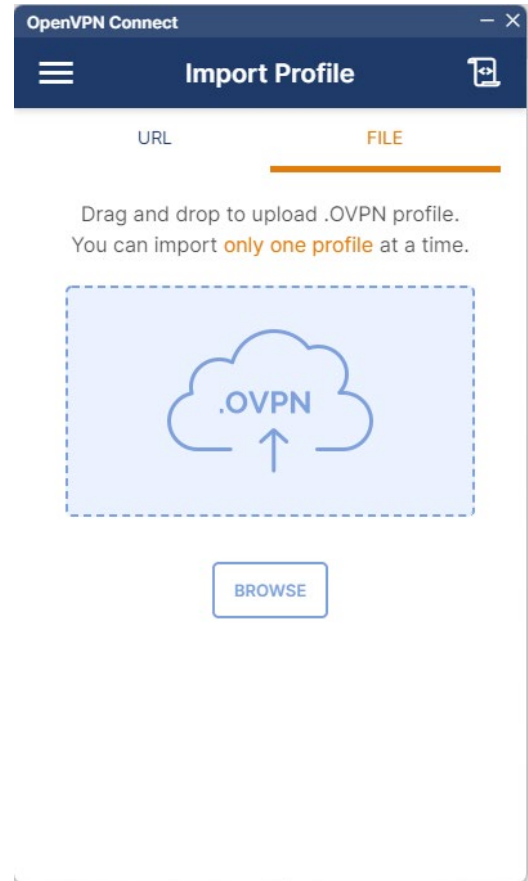 OpenVPN Connect
Import Profile
URL
FILE
Drag and drop to upload .OVPN profile.
You can import only one profile at a time.
.OVPN
BROWSE